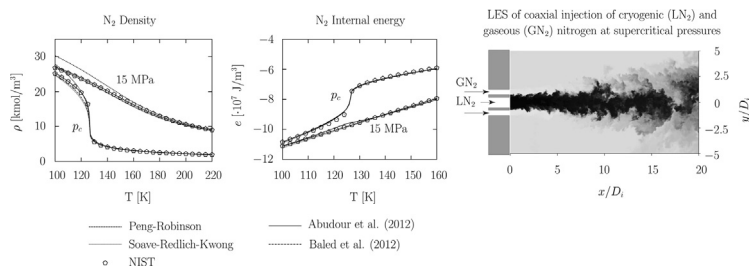 N₂ Density
ρ [kmol/m³]
30
20
10
0
15 MPa
p_c
100 120 140 160 180 200 220
T [K]
N₂ Internal energy
e [·10⁷ J/m³]
−4
−6
−8
−10
−12
p_c
15 MPa
100 110 120 130 140 150 160
T [K]
Peng-Robinson
Soave-Redlich-Kwong
NIST
Abudour et al. (2012)
Baled et al. (2012)
LES of coaxial injection of cryogenic (LN₂) and
gaseous (GN₂) nitrogen at supercritical pressures
GN₂
LN₂
5
2.5
0
−2.5
−5
y/Dᵢ
0 5 10 15 20
x/Dᵢ